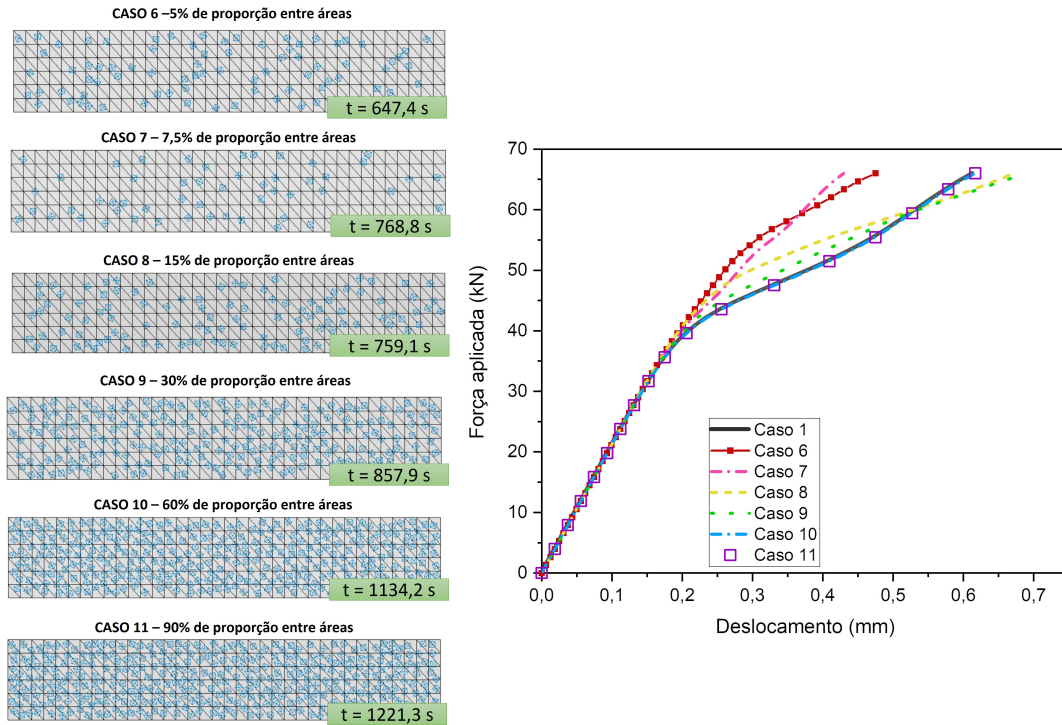 CASO 6 –5% de proporção entre áreas
t = 647,4 s
CASO 7 – 7,5% de proporção entre áreas
t = 768,8 s
CASO 8 – 15% de proporção entre áreas
t = 759,1 s
CASO 9 – 30% de proporção entre áreas
t = 857,9 s
CASO 10 – 60% de proporção entre áreas
t = 1134,2 s
CASO 11 – 90% de proporção entre áreas
t = 1221,3 s
Força aplicada (kN)
70
60
50
40
30
20
10
0
Caso 1
Caso 6
Caso 7
Caso 8
Caso 9
Caso 10
Caso 11
0,0 0,1 0,2 0,3 0,4 0,5 0,6 0,7
Deslocamento (mm)